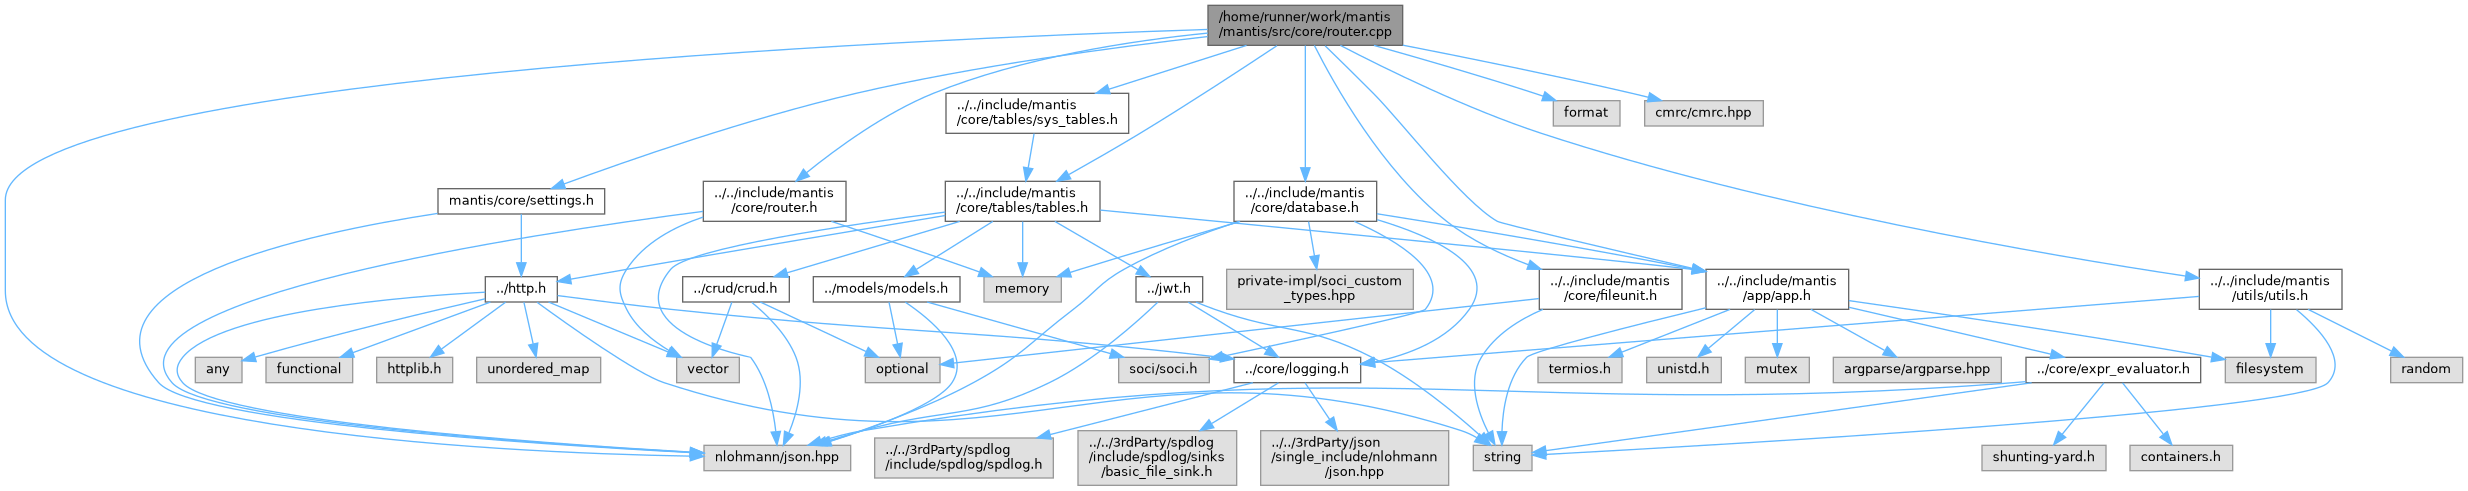 /home/runner/work/mantis
/mantis/src/core/router.cpp
../../include/mantis
/core/tables/sys_tables.h
format
cmrc/cmrc.hpp
mantis/core/settings.h
../../include/mantis
/core/router.h
../../include/mantis
/core/tables/tables.h
../../include/mantis
/core/database.h
../http.h
../crud/crud.h
../models/models.h
memory
../jwt.h
private-impl/soci_custom
_types.hpp
../../include/mantis
/core/fileunit.h
../../include/mantis
/app/app.h
../../include/mantis
/utils/utils.h
any
functional
httplib.h
unordered_map
vector
optional
soci/soci.h
../core/logging.h
termios.h
unistd.h
mutex
argparse/argparse.hpp
../core/expr_evaluator.h
filesystem
random
nlohmann/json.hpp
../../3rdParty/spdlog
/include/spdlog/spdlog.h
../../3rdParty/spdlog
/include/spdlog/sinks
/basic_file_sink.h
../../3rdParty/json
/single_include/nlohmann
/json.hpp
string
shunting-yard.h
containers.h